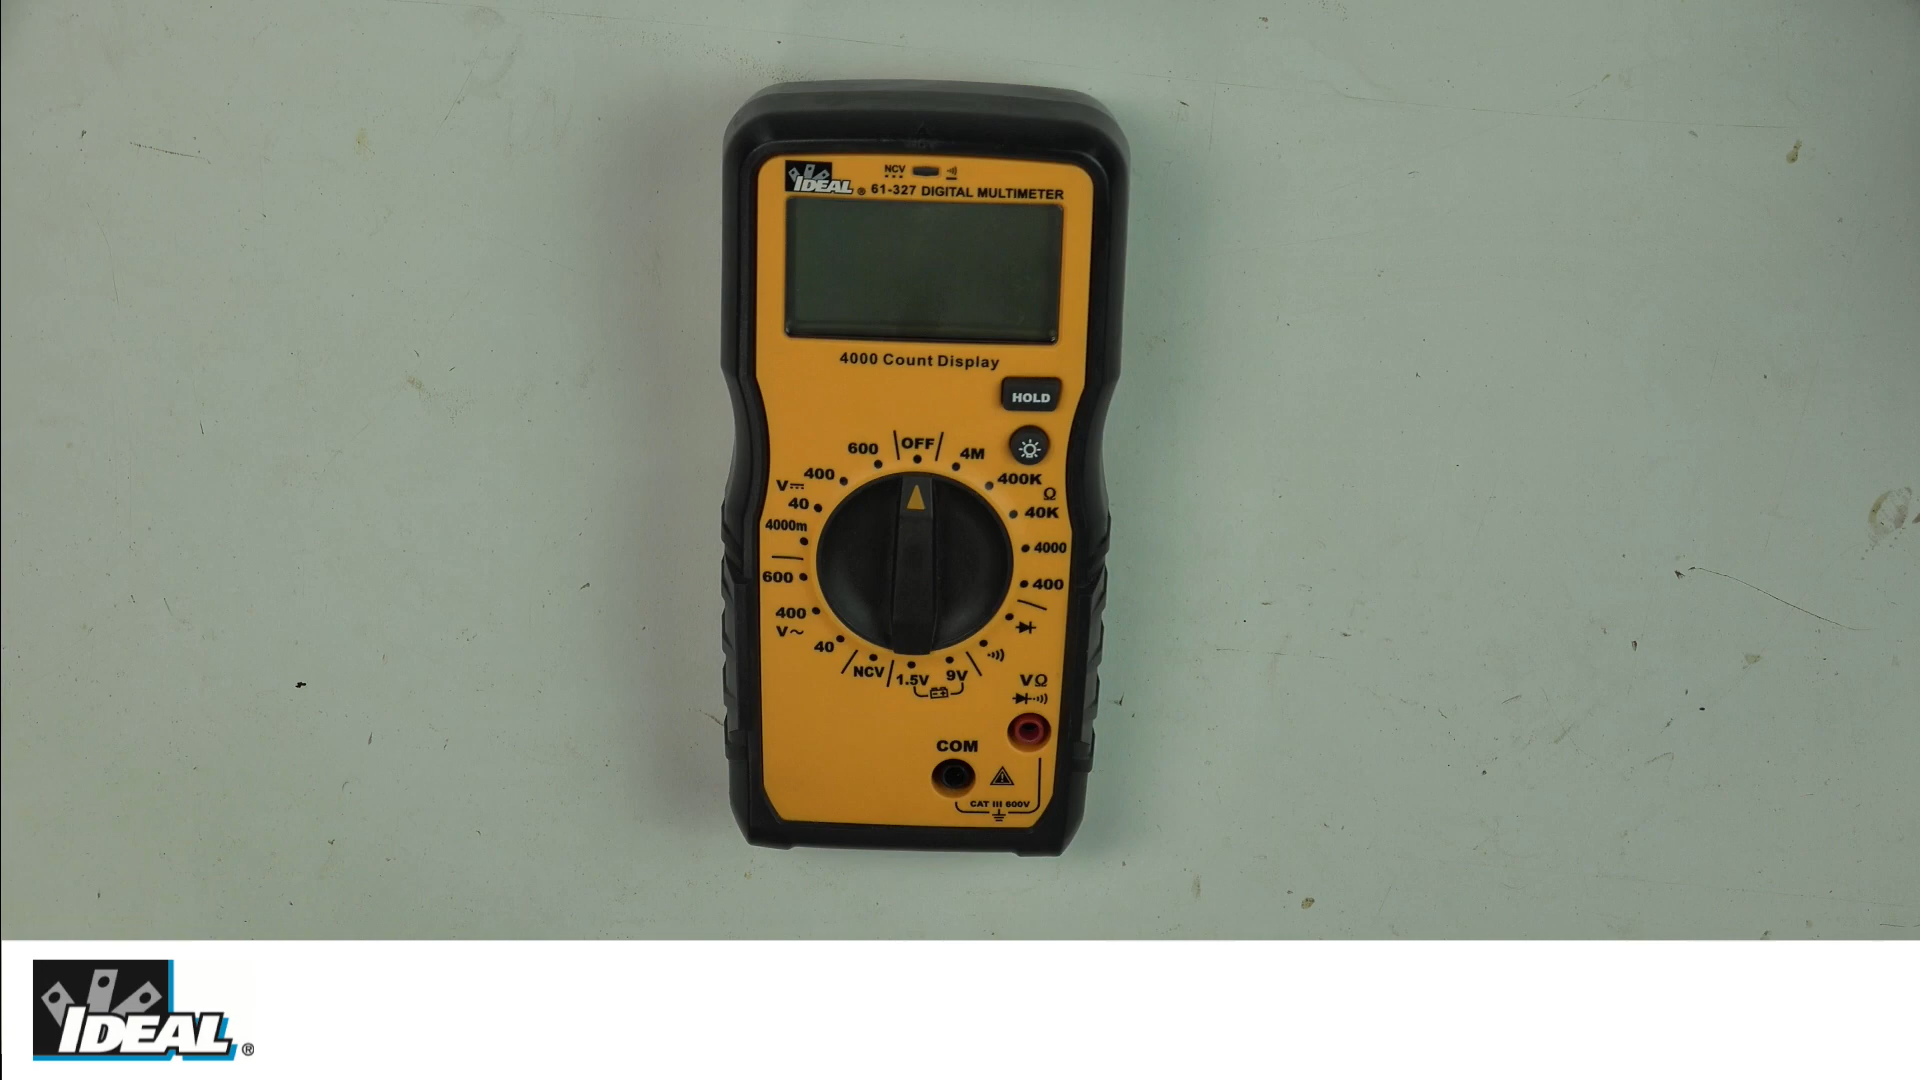 NCV
IDEAL ® 61-327 DIGITAL MULTIMETER
4000 Count Display
HOLD
OFF
600
4M
400
400K
V⎓
Ω
40
40K
4000m
4000
600
400
400
V~
40
NCV
1.5V
9V
VΩ
COM
CAT III 600V
IDEAL®